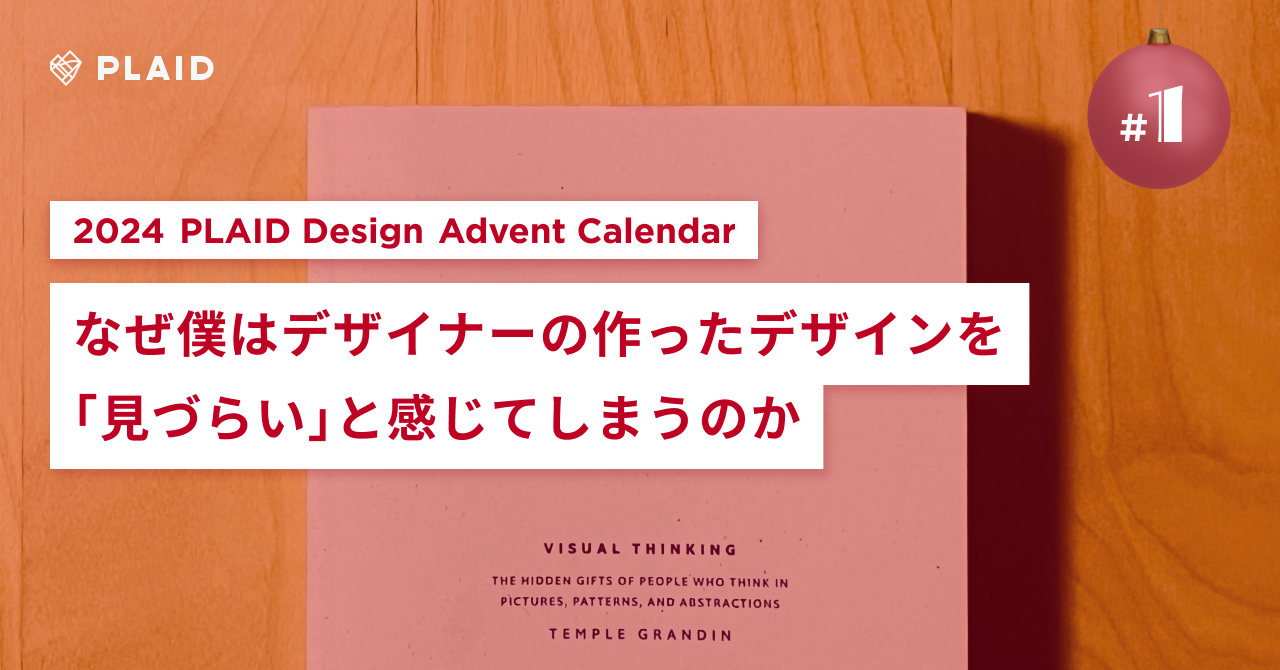 PLAID
#1
2024 PLAID Design Advent Calendar
なぜ僕はデザイナーの作ったデザインを
「見づらい」と感じてしまうのか
VISUAL THINKING
THE HIDDEN GIFTS OF PEOPLE WHO THINK IN
PICTURES, PATTERNS, AND ABSTRACTIONS
TEMPLE GRANDIN